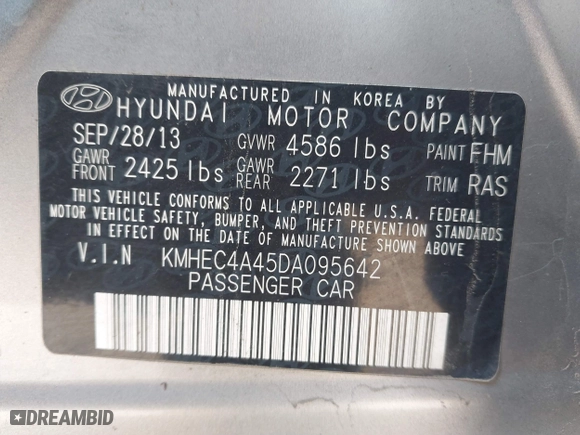 MANUFACTURED IN KOREA BY
HYUNDAI MOTOR COMPANY
SEP/28/13 GVWR 4586 lbs PAINT FHM
GAWR FRONT 2425 lbs GAWR REAR 2271 lbs TRIM RAS
THIS VEHICLE CONFORMS TO ALL APPLICABLE U.S.A. FEDERAL
MOTOR VEHICLE SAFETY, BUMPER, AND THEFT PREVENTION STANDARDS
IN EFFECT ON THE DATE OF MANUFACTURE SHOWN ABOVE.
V.I.N KMHEC4A45DA095642
PASSENGER CAR
DREAMBID